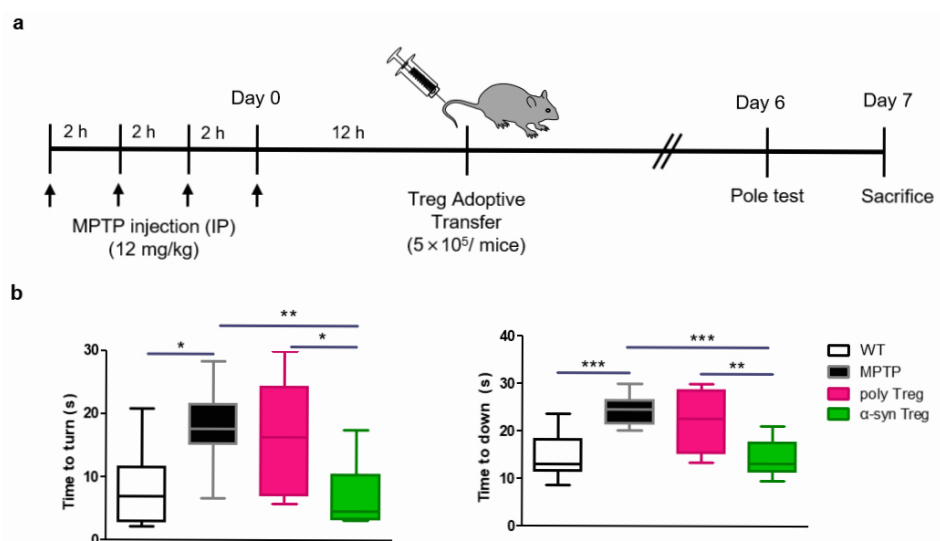 a
Day 0
Day 6
Day 7
2 h
2 h
2 h
12 h
MPTP injection (IP)
(12 mg/kg)
Treg Adoptive
Transfer
(5×10⁵/ mice)
Pole test
Sacrifice
b
Time to turn (s)
30
20
10
0
*
**
*
Time to down (s)
40
30
20
10
0
***
***
**
WT
MPTP
poly Treg
α-syn Treg